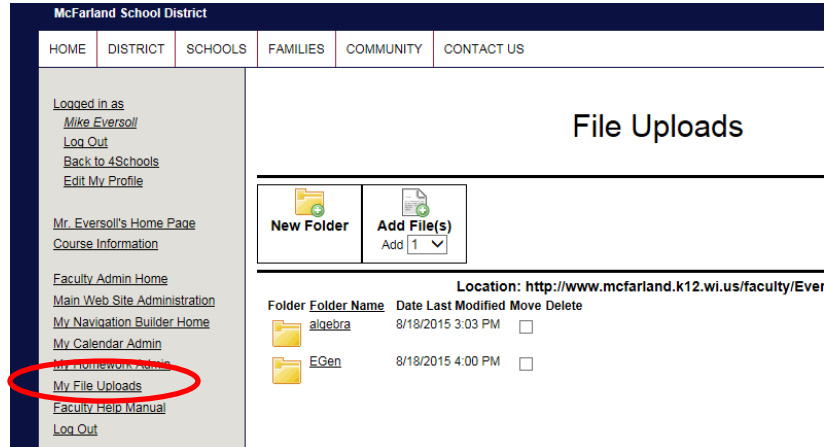 McFarland School District
HOME DISTRICT SCHOOLS FAMILIES COMMUNITY CONTACT US
Logged in as
Mike Eversoll
Log Out
Back to 4Schools
Edit My Profile
Mr. Eversoll's Home Page
Course Information
Faculty Admin Home
Main Web Site Administration
My Navigation Builder Home
My Calendar Admin
My Homework Admin
My File Uploads
Faculty Help Manual
Log Out
File Uploads
New Folder Add File(s)
Add 1
Location: http://www.mcfarland.k12.wi.us/faculty/Ever
Folder Folder Name Date Last Modified Move Delete
algebra 8/18/2015 3:03 PM
EGen 8/18/2015 4:00 PM